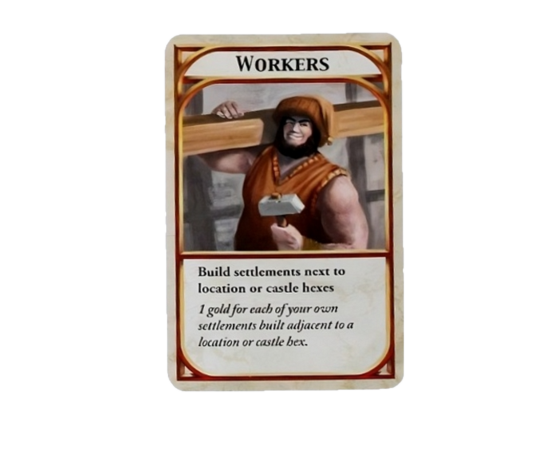 WORKERS
Build settlements next to
location or castle hexes
1 gold for each of your own
settlements built adjacent to a
location or castle hex.